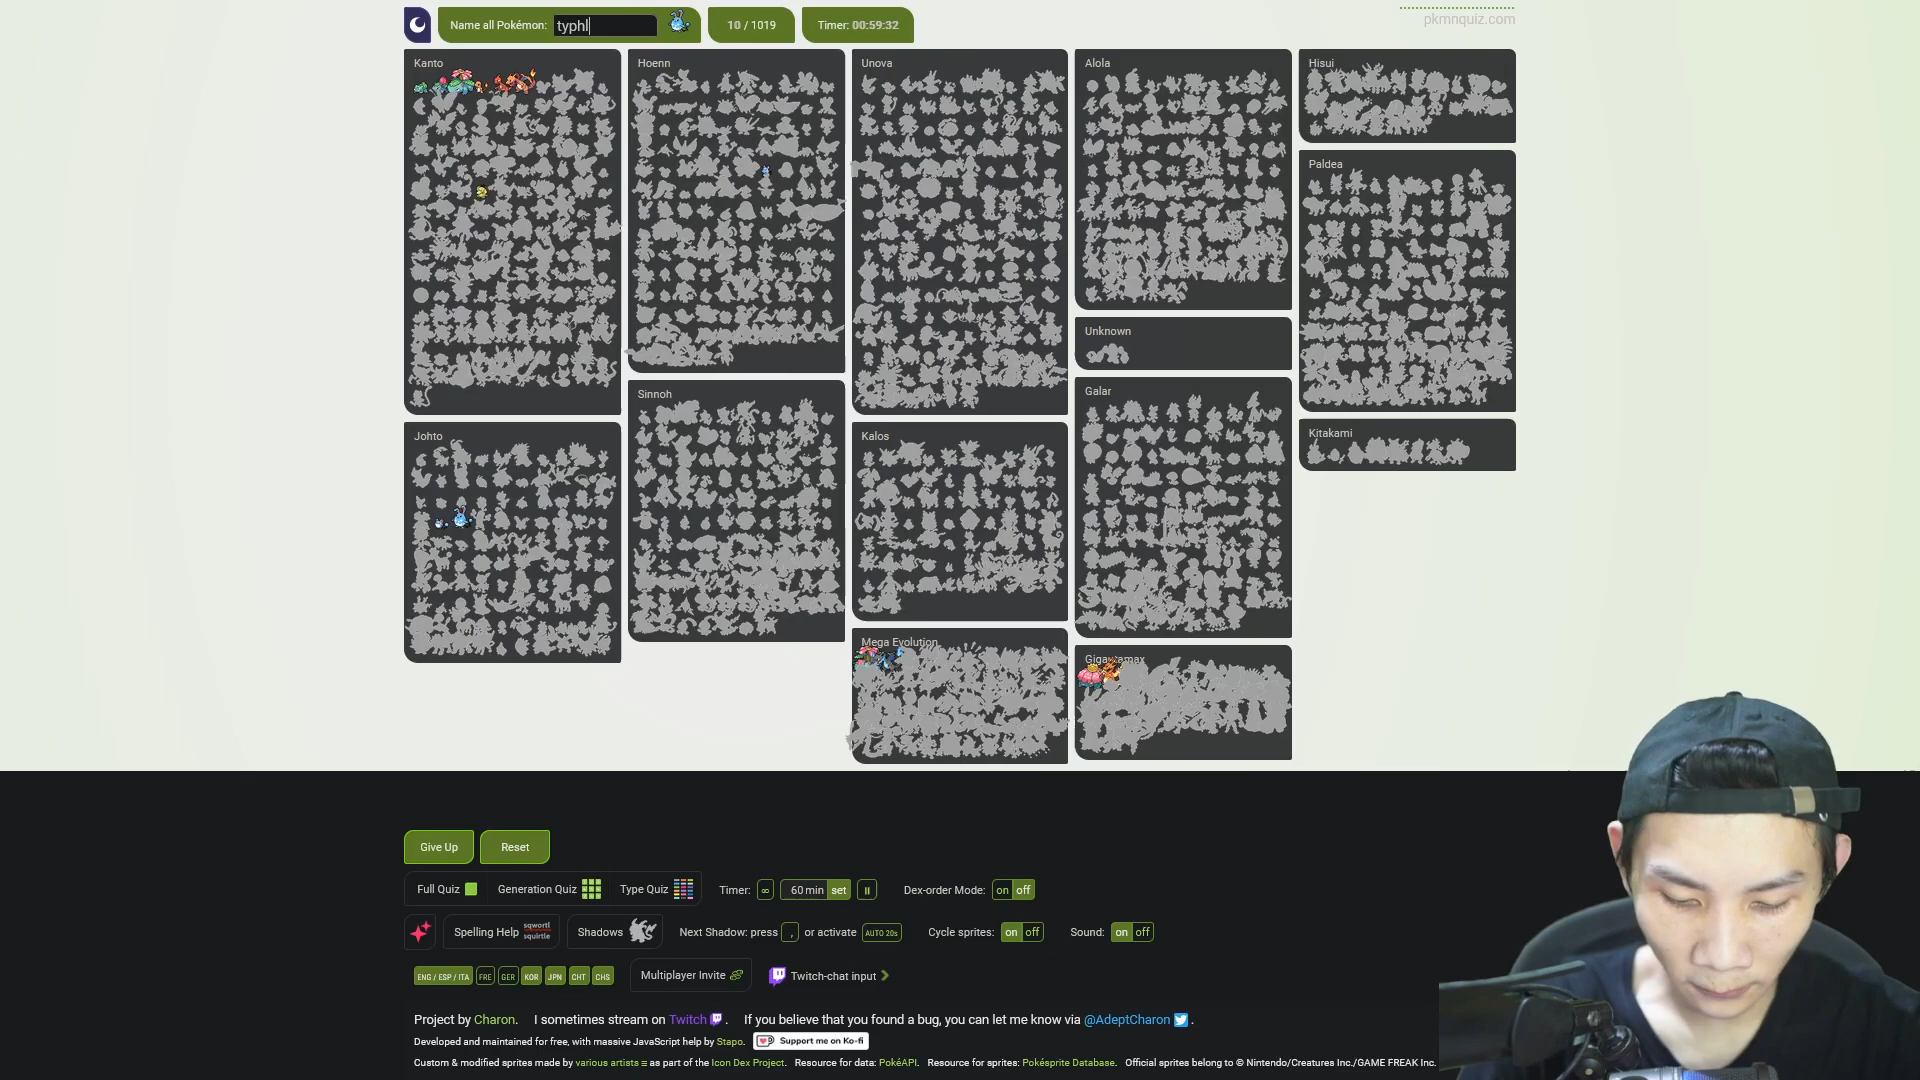 Name all Pokémon: typhl
10 / 1019
Timer: 00:59:32
pkmnquiz.com
Kanto
Hoenn
Unova
Alola
Hisui
Paldea
Unknown
Sinnoh
Galar
Kitakami
Johto
Kalos
Mega Evolution
Gigantamax
Give Up
Reset
Full Quiz
Generation Quiz
Type Quiz
Timer: ∞ 60 min set
Dex-order Mode: on off
Spelling Help sqwortl squirtle
Shadows
Next Shadow: press , or activate AUTO 20s
Cycle sprites: on off
Sound: on off
ENG / ESP / ITA FRE GER KOR JPN CHT CHS
Multiplayer Invite
Twitch-chat input
Project by Charon. I sometimes stream on Twitch . If you believe that you found a bug, you can let me know via @AdeptCharon .
Developed and maintained for free, with massive JavaScript help by Stapo. Support me on Ko-fi
Custom & modified sprites made by various artists as part of the Icon Dex Project. Resource for data: PokéAPI. Resource for sprites: Pokésprite Database. Official sprites belong to © Nintendo/Creatures Inc./GAME FREAK Inc.